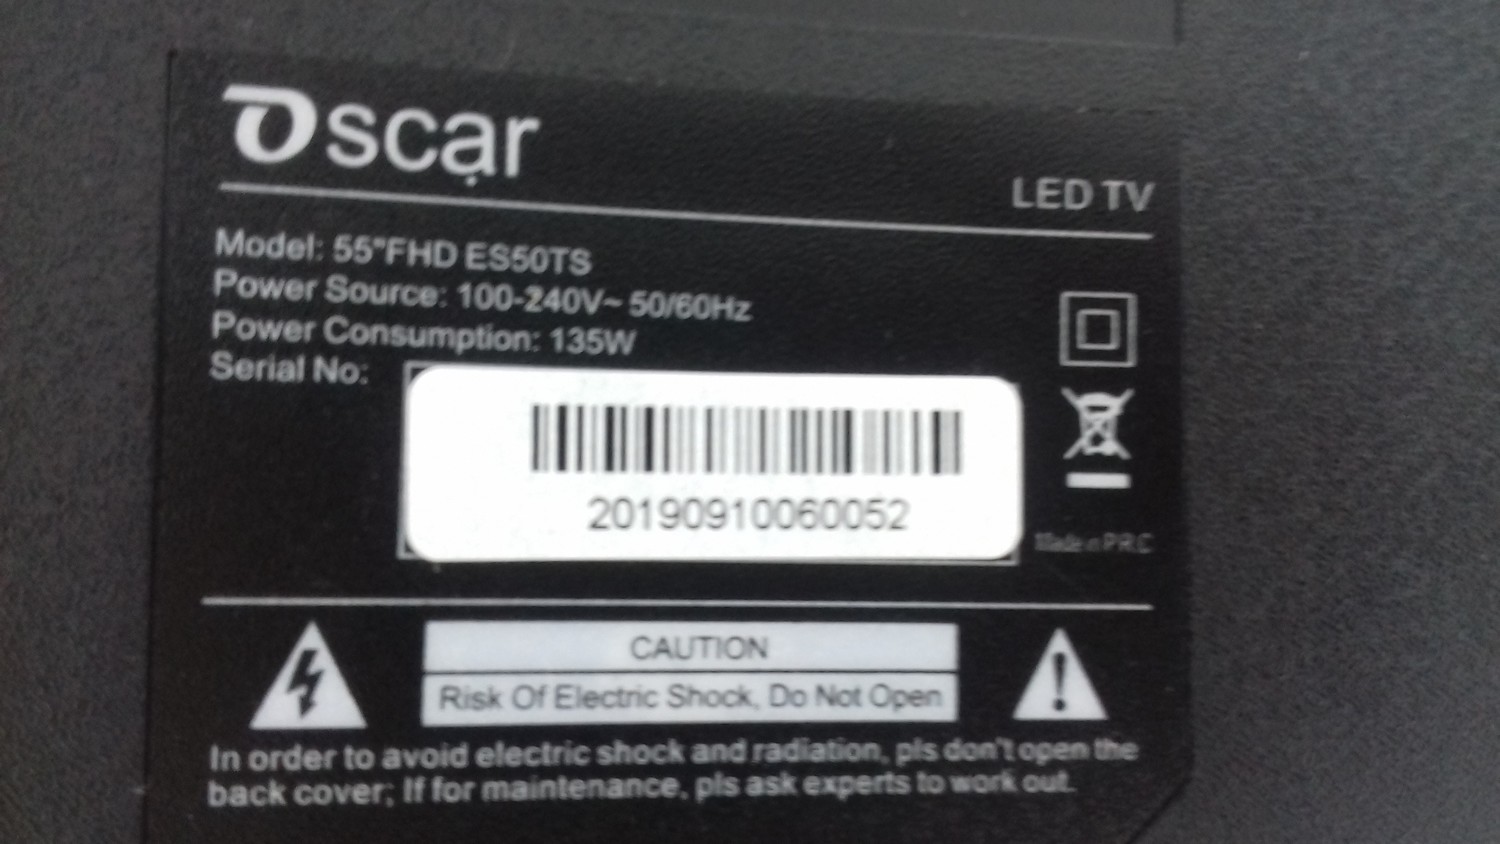 Oscar
LED TV
Model: 55"FHD ES50TS
Power Source: 100-240V~ 50/60Hz
Power Consumption: 135W
Serial No:
20190910060052
Made in P.R.C
CAUTION
Risk Of Electric Shock, Do Not Open
In order to avoid electric shock and radiation, pls don't open the
back cover; If for maintenance, pls ask experts to work out.